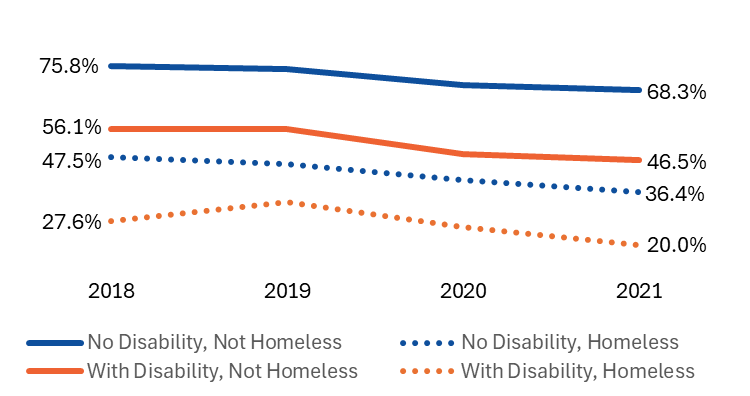 75.8%
68.3%
56.1%
46.5%
47.5%
36.4%
27.6%
20.0%
2018 2019 2020 2021
No Disability, Not Homeless No Disability, Homeless
With Disability, Not Homeless With Disability, Homeless